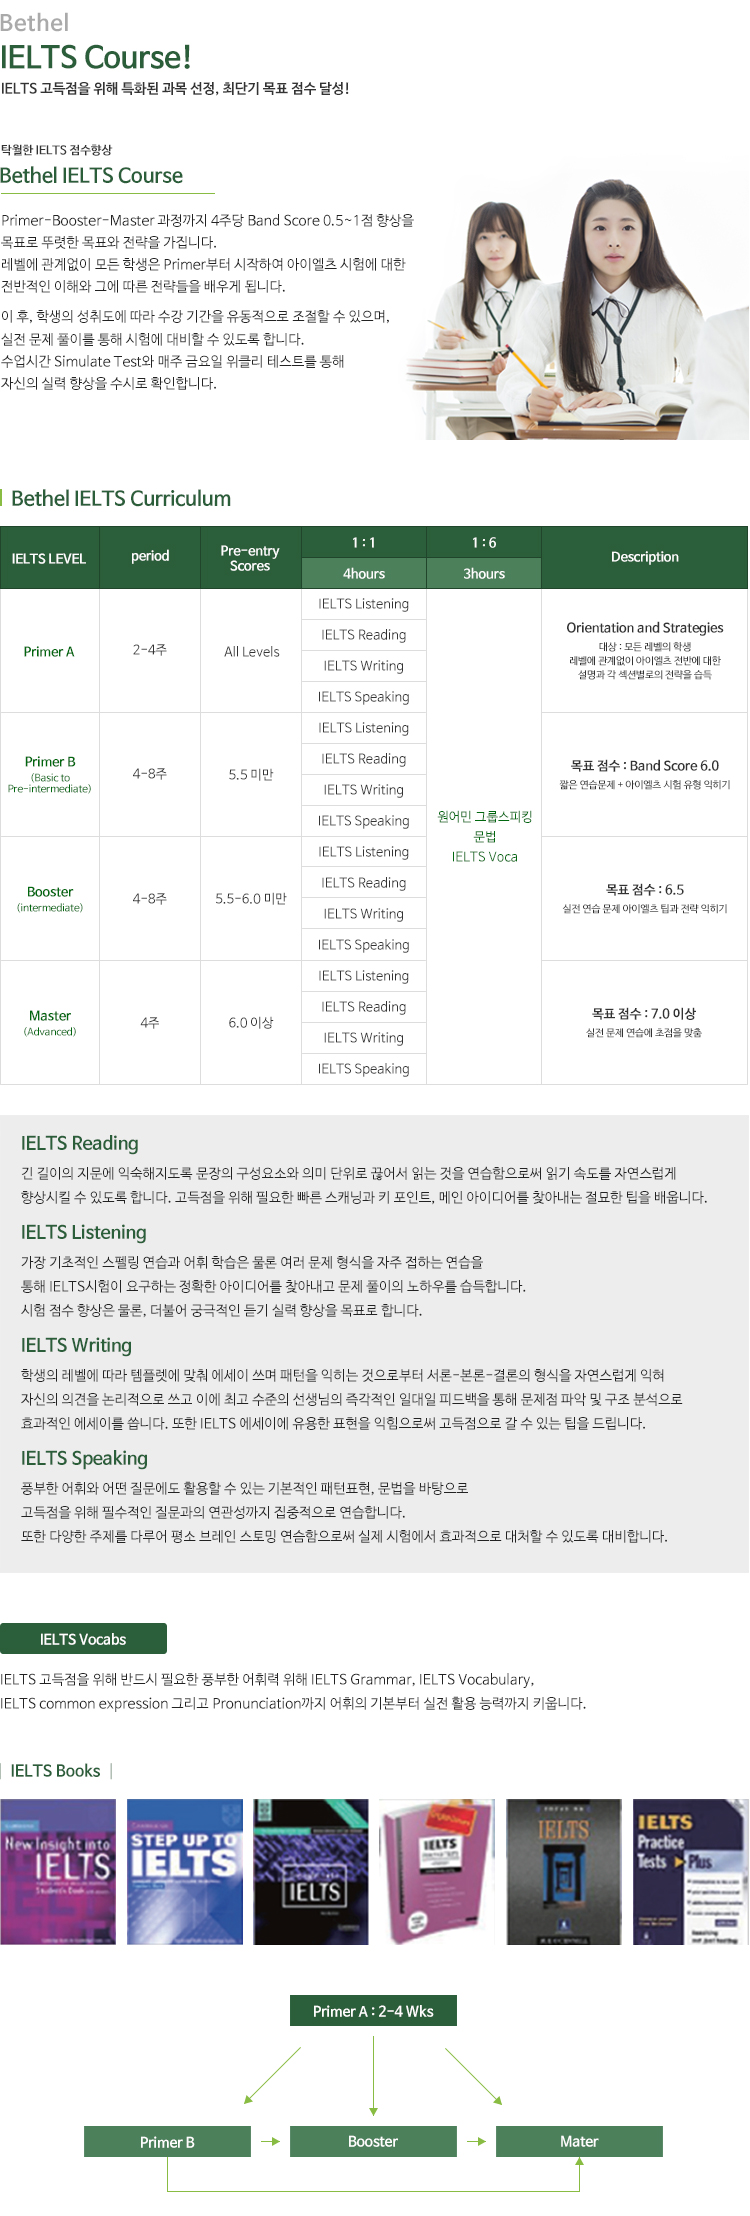 Bethel
IELTS Course!
IELTS 고득점을 위해 특화된 과목 선정, 최단기 목표 점수 달성!
탁월한 IELTS 점수향상
Bethel IELTS Course
Primer-Booster-Master 과정까지 4주당 Band Score 0.5~1점 향상을
목표로 뚜렷한 목표와 전략을 가집니다.
레벨에 관계없이 모든 학생은 Primer부터 시작하여 아이엘츠 시험에 대한
전반적인 이해와 그에 따른 전략들을 배우게 됩니다.
이 후, 학생의 성취도에 따라 수강 기간을 유동적으로 조절할 수 있으며,
실전 문제 풀이를 통해 시험에 대비할 수 있도록 합니다.
수업시간 Simulate Test와 매주 금요일 위클리 테스트를 통해
자신의 실력 향상을 수시로 확인합니다.
Bethel IELTS Curriculum
IELTS LEVEL
period
Pre-entry
Scores
1 : 1
4hours
1 : 6
3hours
Description
Primer A
2-4주
All Levels
IELTS Listening
IELTS Reading
IELTS Writing
IELTS Speaking
Orientation and Strategies
대상 : 모든 레벨의 학생
레벨에 관계없이 아이엘츠 전반에 대한
설명과 각 섹션별로의 전략을 습득
Primer B
(Basic to
Pre-intermediate)
4-8주
5.5 미만
IELTS Listening
IELTS Reading
IELTS Writing
IELTS Speaking
목표 점수 : Band Score 6.0
짧은 연습문제 + 아이엘츠 시험 유형 익히기
원어민 그룹스피킹
문법
IELTS Voca
Booster
(intermediate)
4-8주
5.5-6.0 미만
IELTS Listening
IELTS Reading
IELTS Writing
IELTS Speaking
목표 점수 : 6.5
실전 연습 문제 아이엘츠 팁과 전략 익히기
Master
(Advanced)
4주
6.0 이상
IELTS Listening
IELTS Reading
IELTS Writing
IELTS Speaking
목표 점수 : 7.0 이상
실전 문제 연습에 초점을 맞춤
IELTS Reading
긴 길이의 지문에 익숙해지도록 문장의 구성요소와 의미 단위로 끊어서 읽는 것을 연습함으로써 읽기 속도를 자연스럽게
향상시킬 수 있도록 합니다. 고득점을 위해 필요한 빠른 스캐닝과 키 포인트, 메인 아이디어를 찾아내는 절묘한 팁을 배웁니다.
IELTS Listening
가장 기초적인 스펠링 연습과 어휘 학습은 물론 여러 문제 형식을 자주 접하는 연습을
통해 IELTS시험이 요구하는 정확한 아이디어를 찾아내고 문제 풀이의 노하우를 습득합니다.
시험 점수 향상은 물론, 더불어 궁극적인 듣기 실력 향상을 목표로 합니다.
IELTS Writing
학생의 레벨에 따라 템플렛에 맞춰 에세이 쓰며 패턴을 익히는 것으로부터 서론-본론-결론의 형식을 자연스럽게 익혀
자신의 의견을 논리적으로 쓰고 이에 최고 수준의 선생님의 즉각적인 일대일 피드백을 통해 문제점 파악 및 구조 분석으로
효과적인 에세이를 씁니다. 또한 IELTS 에세이에 유용한 표현을 익힘으로써 고득점으로 갈 수 있는 팁을 드립니다.
IELTS Speaking
풍부한 어휘와 어떤 질문에도 활용할 수 있는 기본적인 패턴표현, 문법을 바탕으로
고득점을 위해 필수적인 질문과의 연관성까지 집중적으로 연습합니다.
또한 다양한 주제를 다루어 평소 브레인 스토밍 연슴함으로써 실제 시험에서 효과적으로 대처할 수 있도록 대비합니다.
IELTS Vocabs
IELTS 고득점을 위해 반드시 필요한 풍부한 어휘력 위해 IELTS Grammar, IELTS Vocabulary,
IELTS common expression 그리고 Pronunciation까지 어휘의 기본부터 실전 활용 능력까지 키웁니다.
IELTS Books
New Insight into
IELTS
Student's Book
STEP UP TO
IELTS
IELTS
IELTS
IELTS
IELTS
Practice
Tests Plus
Primer A : 2-4 Wks
Primer B
Booster
Mater